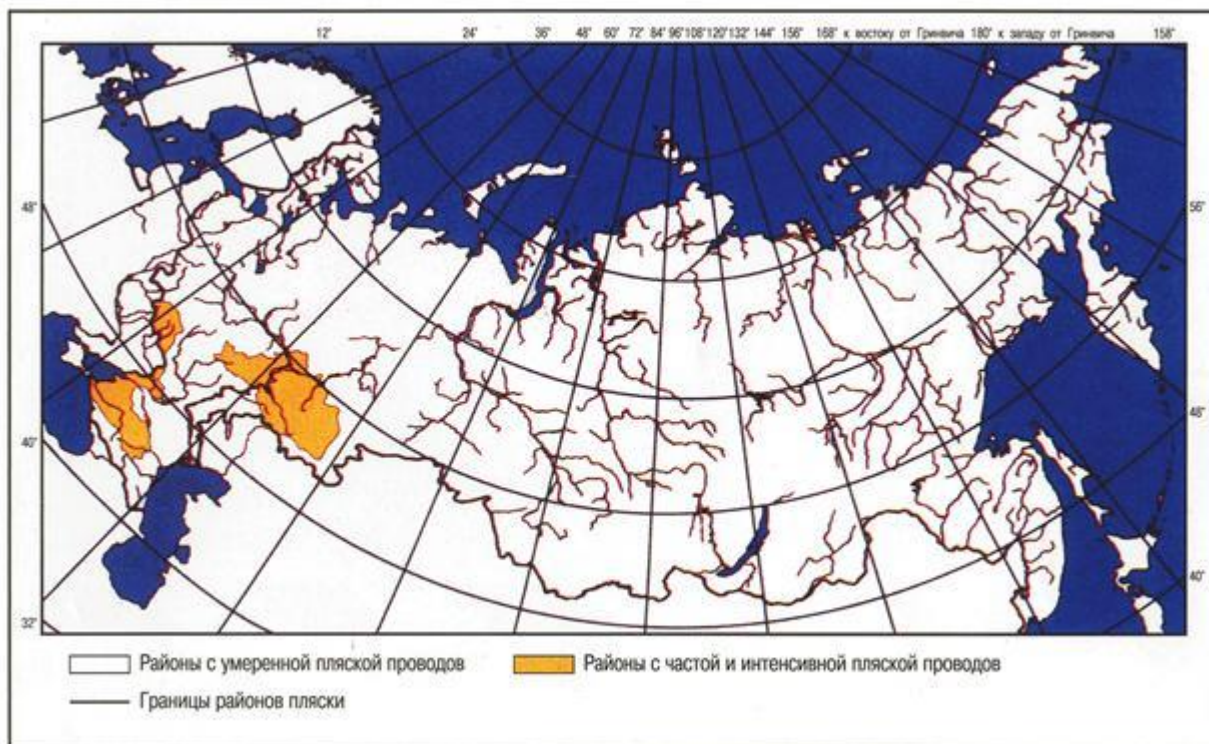 12° 24° 36° 48° 60° 72° 84° 96° 108° 120° 132° 144° 156° 168° к востоку от Гринвича 180° к западу от Гринвича 158°
48°
56°
40°
48°
32°
40°
Районы с умеренной пляской проводов
Районы с частой и интенсивной пляской проводов
Границы районов пляски